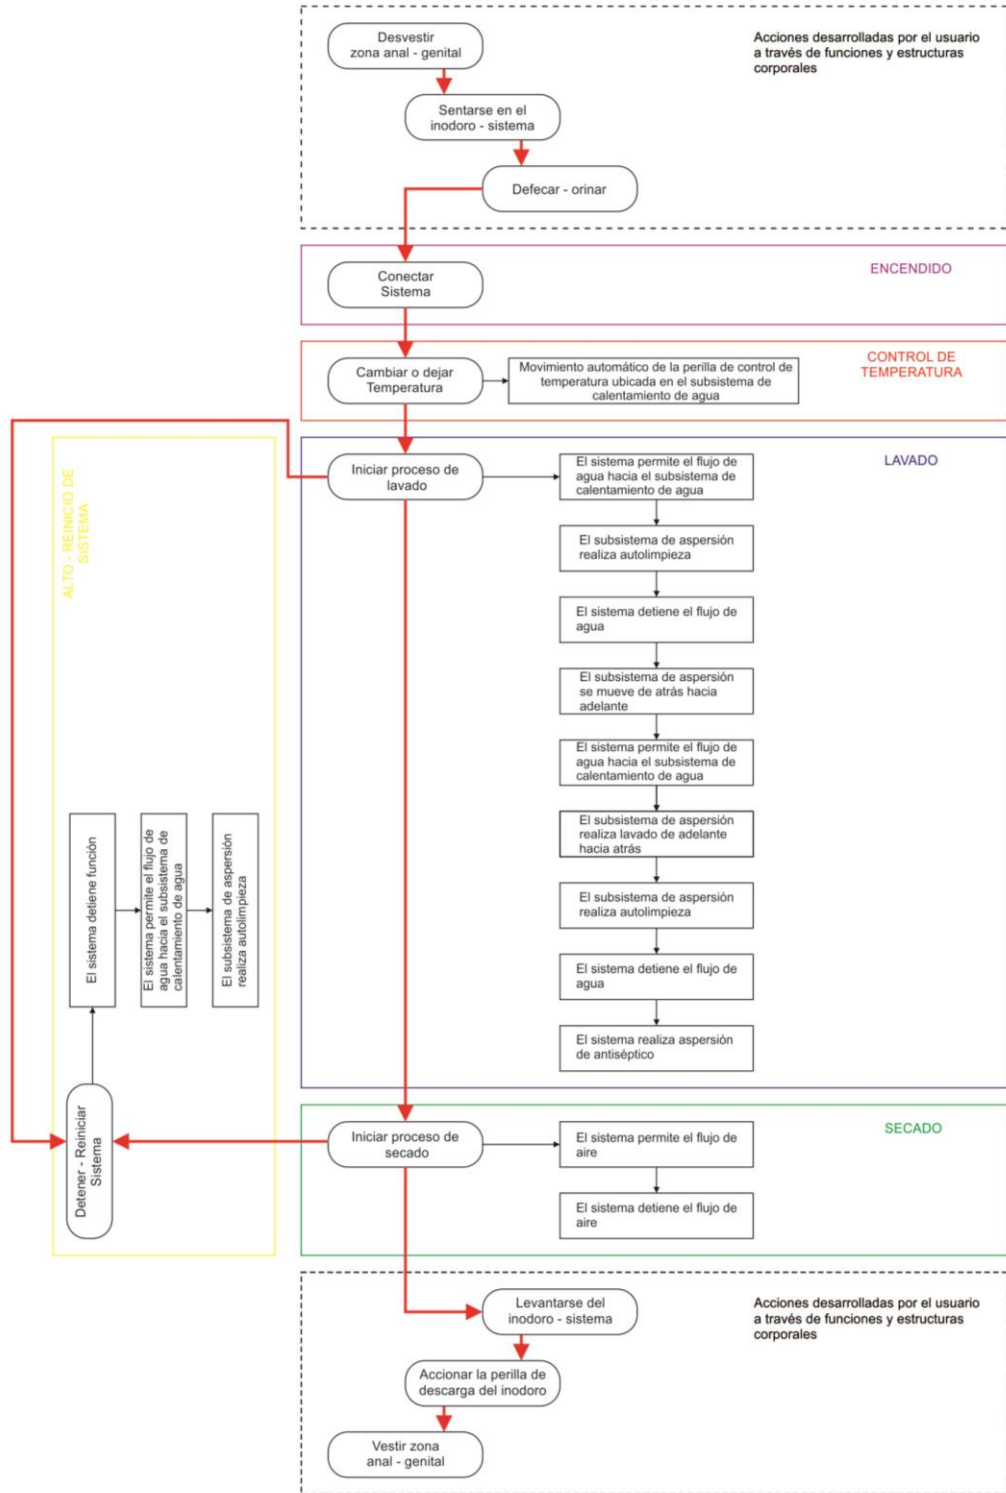 Desvestir
zona anal - genital
Acciones desarrolladas por el usuario
a través de funciones y estructuras
corporales
Sentarse en el
inodoro - sistema
Defecar - orinar
Conectar
Sistema
ENCENDIDO
Cambiar o dejar
Temperatura
Movimiento automático de la perilla de control de
temperatura ubicada en el subsistema de
calentamiento de agua
CONTROL DE
TEMPERATURA
ALTO - REINICIO DE
SISTEMA
El sistema detiene función
El sistema permite el flujo de
agua hacia el subsistema de
calentamiento de agua
El subsistema de aspersión
realiza autolimpieza
Detener - Reiniciar
Sistema
Iniciar proceso de
lavado
LAVADO
El sistema permite el flujo de
agua hacia el subsistema de
calentamiento de agua
El subsistema de aspersión
realiza autolimpieza
El sistema detiene el flujo de
agua
El subsistema de aspersión
se mueve de atrás hacia
adelante
El sistema permite el flujo de
agua hacia el subsistema de
calentamiento de agua
El subsistema de aspersión
realiza lavado de adelante
hacia atrás
El subsistema de aspersión
realiza autolimpieza
El sistema detiene el flujo de
agua
El sistema realiza aspersión
de antiséptico
Iniciar proceso de
secado
SECADO
El sistema permite el flujo de
aire
El sistema detiene el flujo de
aire
Levantarse del
inodoro - sistema
Acciones desarrolladas por el usuario
a través de funciones y estructuras
corporales
Accionar la perilla de
descarga del inodoro
Vestir zona
anal - genital